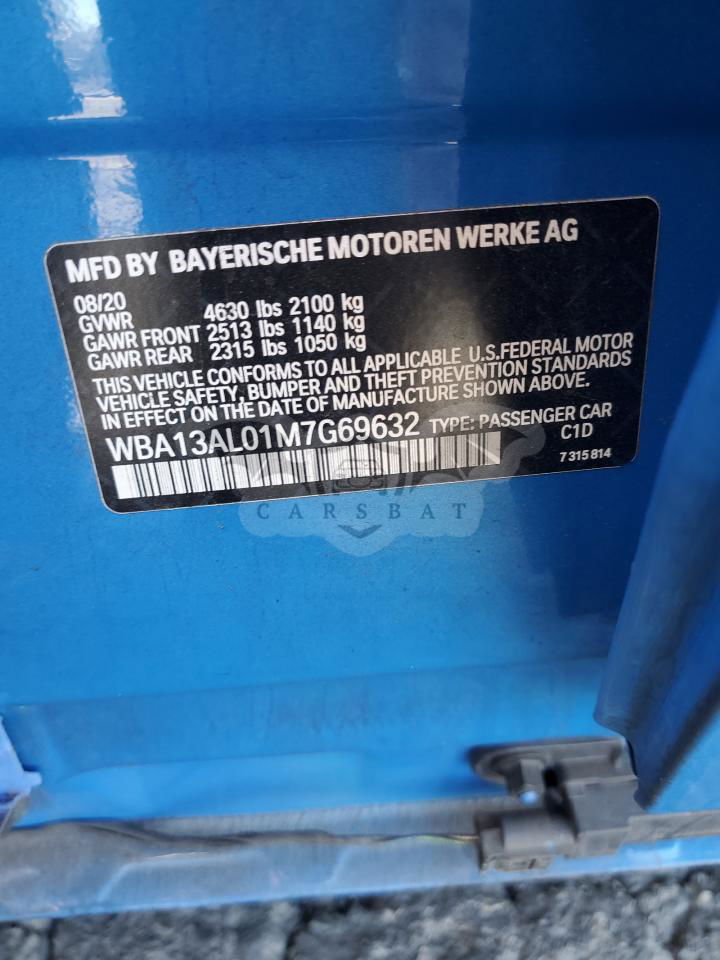 MFD BY BAYERISCHE MOTOREN WERKE AG
08/20
GVWR 4630 lbs 2100 kg
GAWR FRONT 2513 lbs 1140 kg
GAWR REAR 2315 lbs 1050 kg
THIS VEHICLE CONFORMS TO ALL APPLICABLE U.S.FEDERAL MOTOR
VEHICLE SAFETY, BUMPER AND THEFT PREVENTION STANDARDS
IN EFFECT ON THE DATE OF MANUFACTURE SHOWN ABOVE.
WBA13AL01M7G69632 TYPE: PASSENGER CAR
C1D
7 315 814
CARSBAT